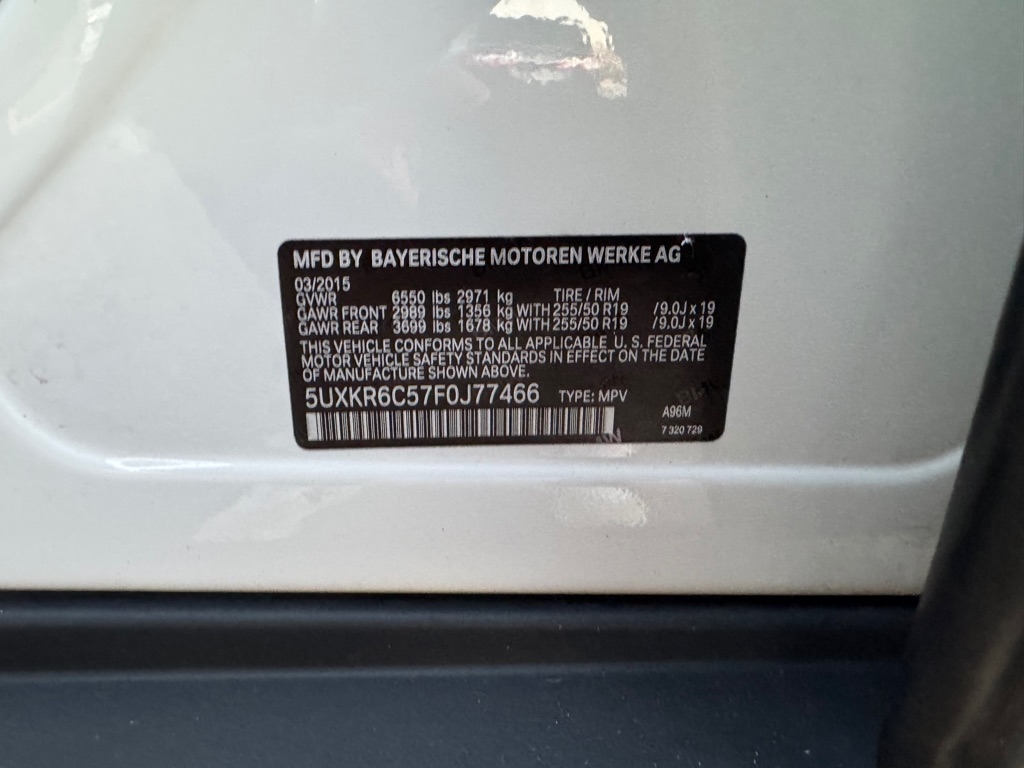 MFD BY BAYERISCHE MOTOREN WERKE AG
03/2015
GVWR 6550 lbs 2971 kg TIRE / RIM
GAWR FRONT 2989 lbs 1356 kg WITH 255/50 R19 /9.0J x 19
GAWR REAR 3699 lbs 1678 kg WITH 255/50 R19 /9.0J x 19
THIS VEHICLE CONFORMS TO ALL APPLICABLE U. S. FEDERAL
MOTOR VEHICLE SAFETY STANDARDS IN EFFECT ON THE DATE
OF MANUFACTURE SHOWN ABOVE.
5UXKR6C57F0J77466 TYPE: MPV
A96M
7 320 729